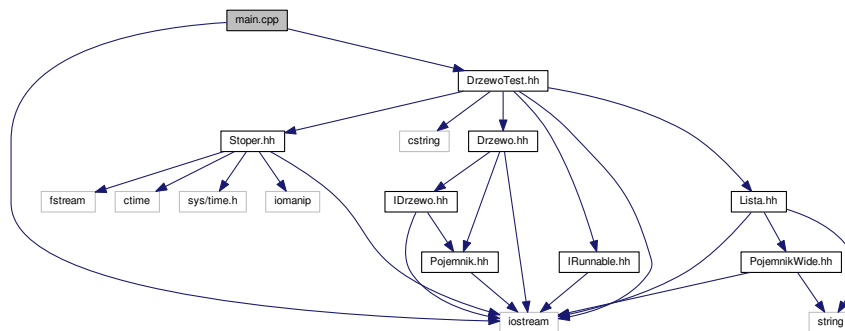 main.cpp
DrzewoTest.hh
Stoper.hh
cstring
Drzewo.hh
fstream
ctime
sys/time.h
iomanip
IDrzewo.hh
Lista.hh
Pojemnik.hh
IRunnable.hh
PojemnikWide.hh
iostream
string